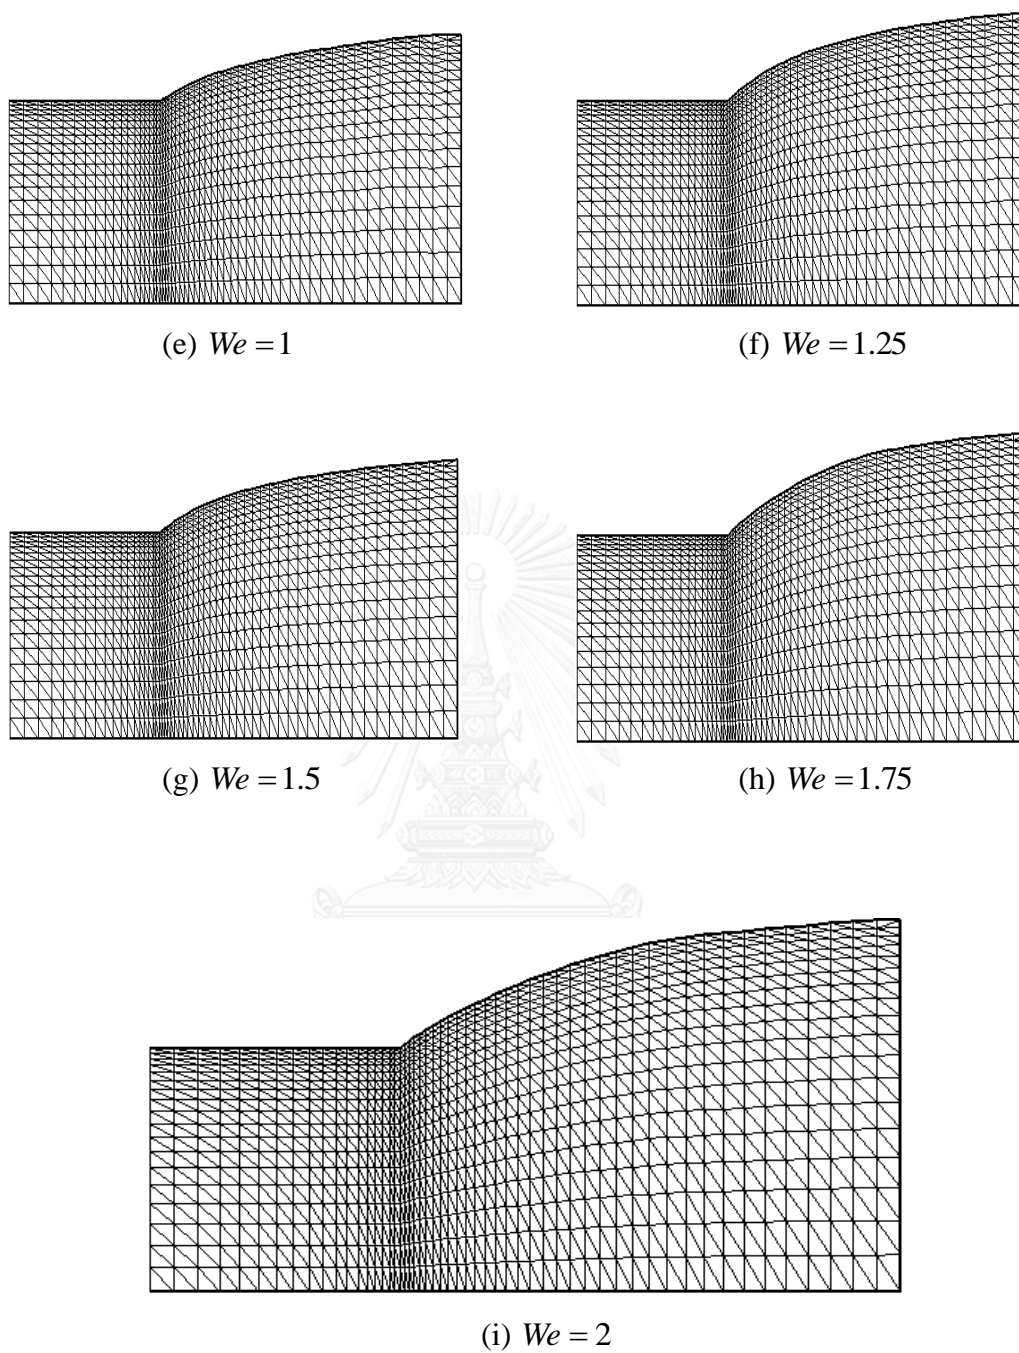 (e) We = 1
(f) We = 1.25
(g) We = 1.5
(h) We = 1.75
(i) We = 2